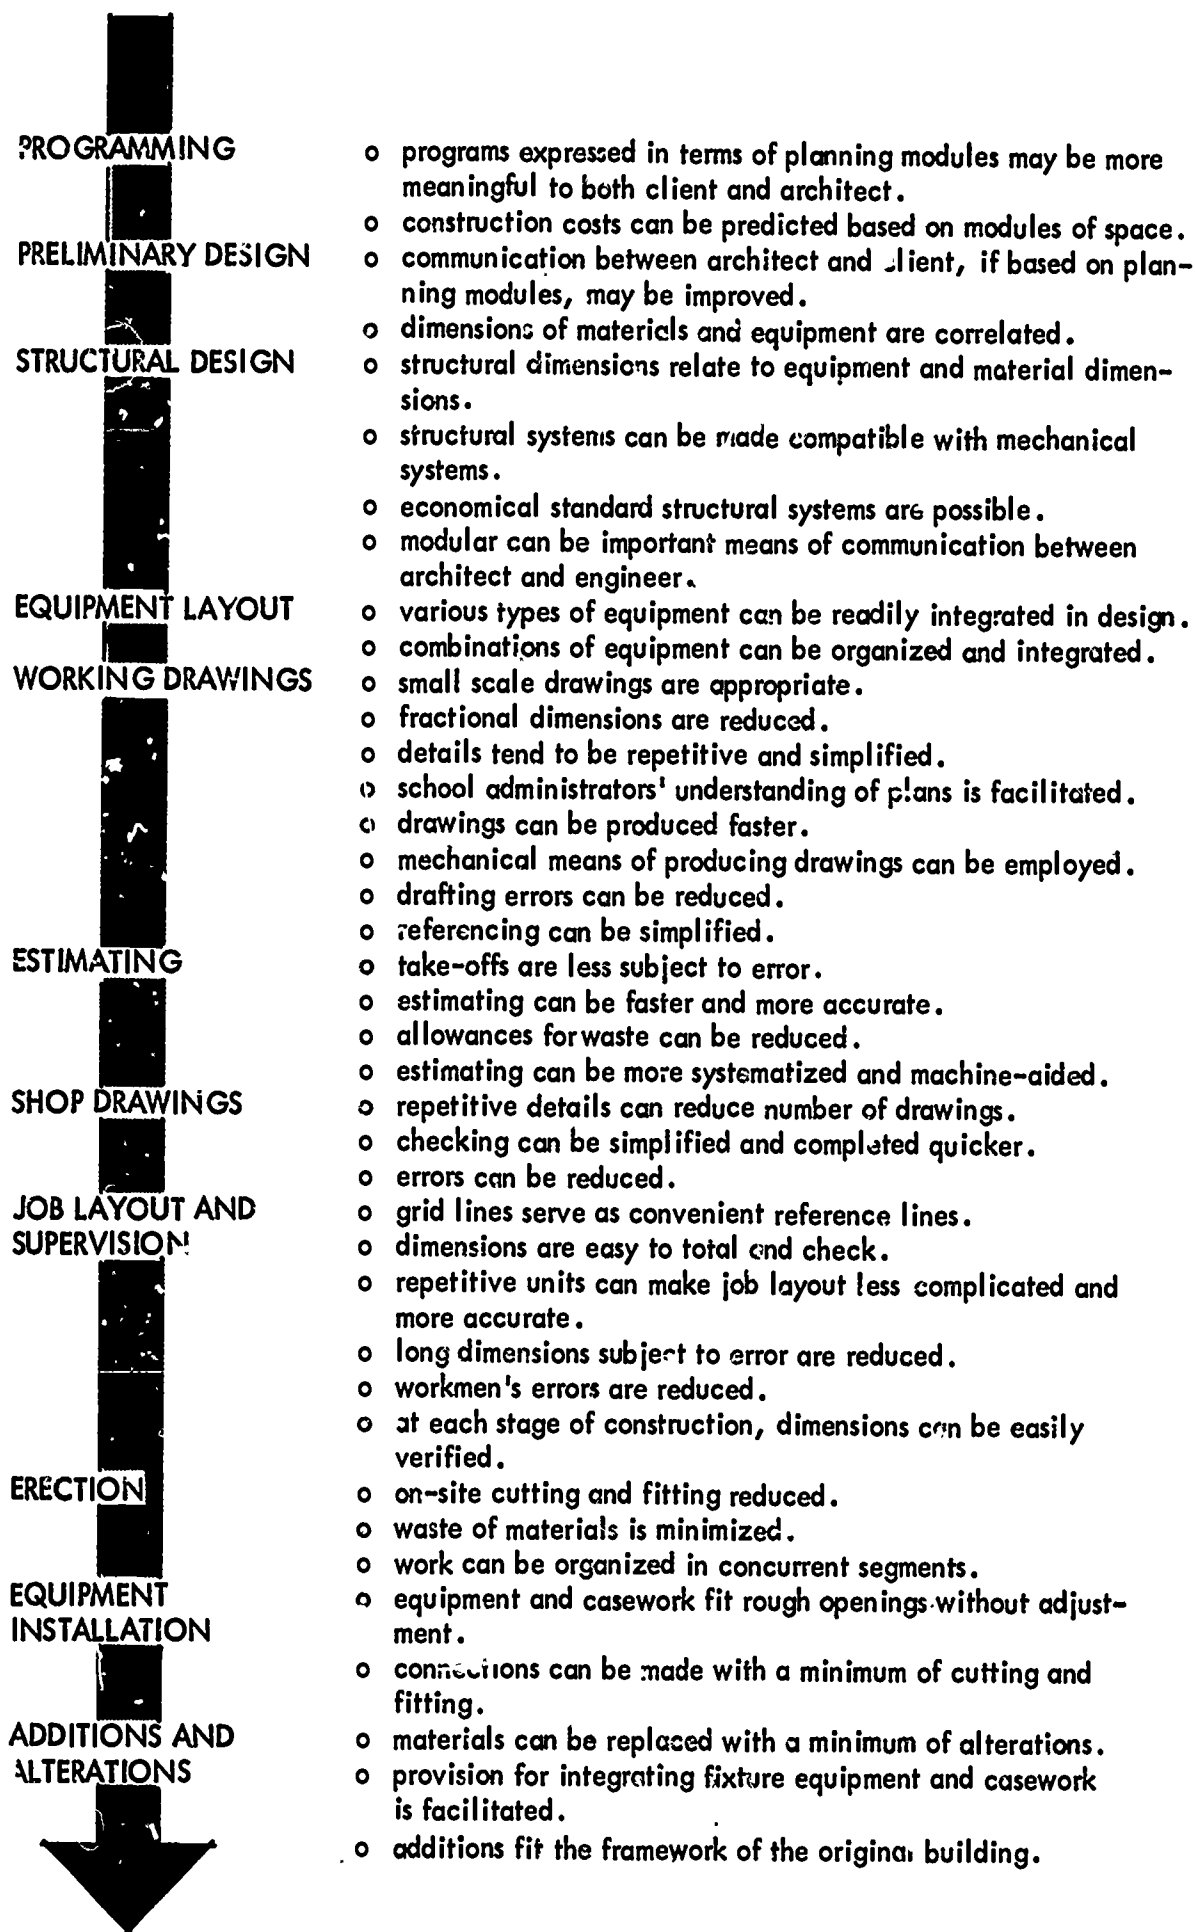 PROGRAMMING
o programs expressed in terms of planning modules may be more
meaningful to both client and architect.
o construction costs can be predicted based on modules of space.
PRELIMINARY DESIGN
o communication between architect and client, if based on plan-
ning modules, may be improved.
o dimensions of materials and equipment are correlated.
STRUCTURAL DESIGN
o structural dimensions relate to equipment and material dimen-
sions.
o structural systems can be made compatible with mechanical
systems.
o economical standard structural systems are possible.
o modular can be important means of communication between
architect and engineer.
EQUIPMENT LAYOUT
o various types of equipment can be readily integrated in design.
o combinations of equipment can be organized and integrated.
WORKING DRAWINGS
o small scale drawings are appropriate.
o fractional dimensions are reduced.
o details tend to be repetitive and simplified.
o school administrators' understanding of plans is facilitated.
o drawings can be produced faster.
o mechanical means of producing drawings can be employed.
o drafting errors can be reduced.
o referencing can be simplified.
ESTIMATING
o take-offs are less subject to error.
o estimating can be faster and more accurate.
o allowances for waste can be reduced.
o estimating can be more systematized and machine-aided.
SHOP DRAWINGS
o repetitive details can reduce number of drawings.
o checking can be simplified and completed quicker.
o errors can be reduced.
JOB LAYOUT AND
SUPERVISION
o grid lines serve as convenient reference lines.
o dimensions are easy to total and check.
o repetitive units can make job layout less complicated and
more accurate.
o long dimensions subject to error are reduced.
o workmen's errors are reduced.
o at each stage of construction, dimensions can be easily
verified.
ERECTION
o on-site cutting and fitting reduced.
o waste of materials is minimized.
o work can be organized in concurrent segments.
EQUIPMENT
INSTALLATION
o equipment and casework fit rough openings without adjust-
ment.
o connections can be made with a minimum of cutting and
fitting.
ADDITIONS AND
ALTERATIONS
o materials can be replaced with a minimum of alterations.
o provision for integrating fixture equipment and casework
is facilitated.
o additions fit the framework of the original building.